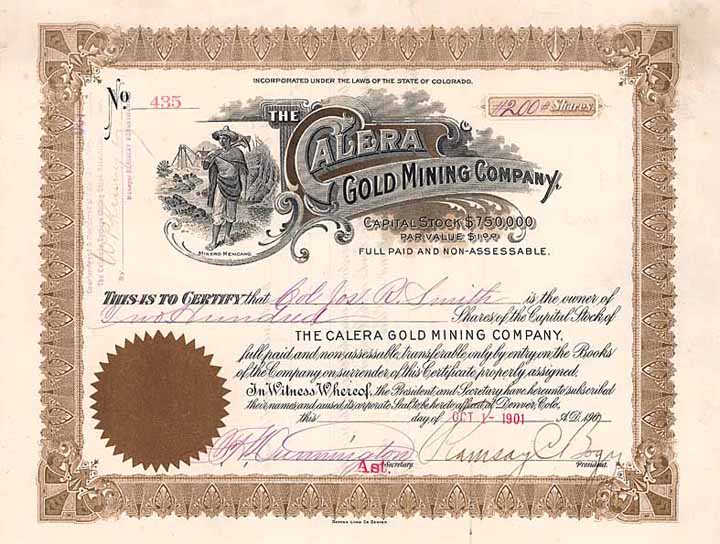 INCORPORATED UNDER THE LAWS OF THE STATE OF COLORADO.
No 435
#200# Shares
THE CALERA
GOLD MINING COMPANY.
CAPITAL STOCK $750,000
PAR VALUE $1.00
FULL PAID AND NON-ASSESSABLE.
MINERO MEXICANO
THIS IS TO CERTIFY that Col. Jos. R. Smith is the owner of
Two Hundred Shares of the Capital Stock of
THE CALERA GOLD MINING COMPANY,
full paid and non-assessable, transferable only by entry on the Books
of the Company on surrender of this Certificate properly assigned.
In Witness Whereof, the President and Secretary have hereunto subscribed
their names and caused its corporate Seal to be hereto affixed at Denver, Colo,
this day of OCT 1 - 1901 A.D. 190
Cunnington Ramsay C.
Ast. Secretary. President.